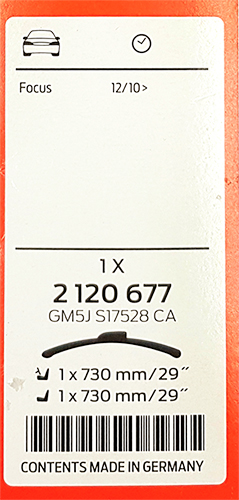 Focus 12/10>
1 X
2 120 677
GM5J S17528 CA
1 x 730 mm/29″
1 x 730 mm/29″
CONTENTS MADE IN GERMANY